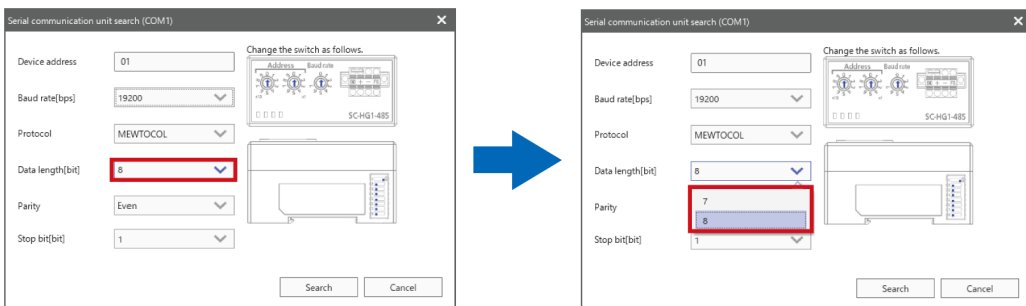 Serial communication unit search (COM1)
Change the switch as follows.
Device address 01
Address Baud rate
Baud rate[bps] 19200
SC-HG1-485
Protocol MEWTOCOL
Data length[bit] 8
Parity Even
Stop bit[bit] 1
Search Cancel
Serial communication unit search (COM1)
Change the switch as follows.
Device address 01
Address Baud rate
Baud rate[bps] 19200
SC-HG1-485
Protocol MEWTOCOL
Data length[bit] 8
7
Parity
8
Stop bit[bit] 1
Search Cancel